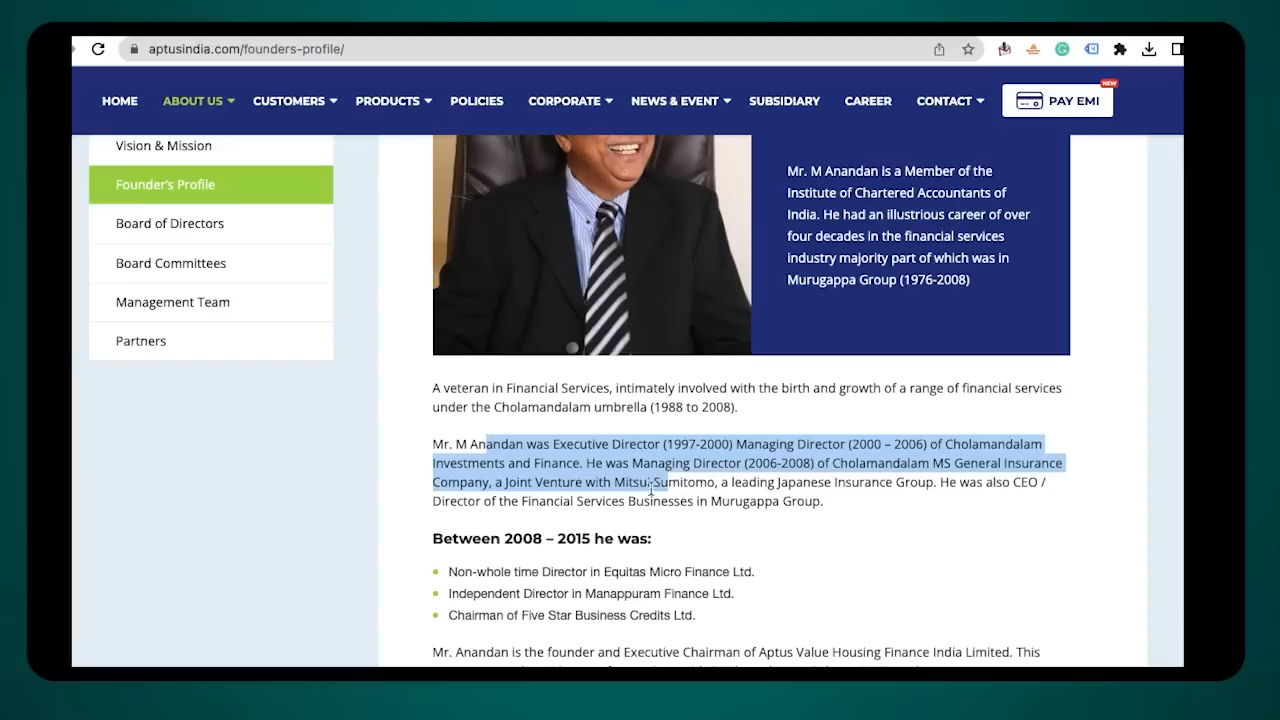 aptusindia.com/founders-profile/
NEW
HOME ABOUT US CUSTOMERS PRODUCTS POLICIES CORPORATE NEWS & EVENT SUBSIDIARY CAREER CONTACT PAY EMI
Vision & Mission
Founder's Profile
Board of Directors
Board Committees
Management Team
Partners
Mr. M Anandan is a Member of the
Institute of Chartered Accountants of
India. He had an illustrious career of over
four decades in the financial services
industry majority part of which was in
Murugappa Group (1976-2008)
A veteran in Financial Services, intimately involved with the birth and growth of a range of financial services
under the Cholamandalam umbrella (1988 to 2008).
Mr. M Anandan was Executive Director (1997-2000) Managing Director (2000 – 2006) of Cholamandalam
Investments and Finance. He was Managing Director (2006-2008) of Cholamandalam MS General Insurance
Company, a Joint Venture with Mitsui Sumitomo, a leading Japanese Insurance Group. He was also CEO /
Director of the Financial Services Businesses in Murugappa Group.
Between 2008 – 2015 he was:
Non-whole time Director in Equitas Micro Finance Ltd.
Independent Director in Manappuram Finance Ltd.
Chairman of Five Star Business Credits Ltd.
Mr. Anandan is the founder and Executive Chairman of Aptus Value Housing Finance India Limited. This